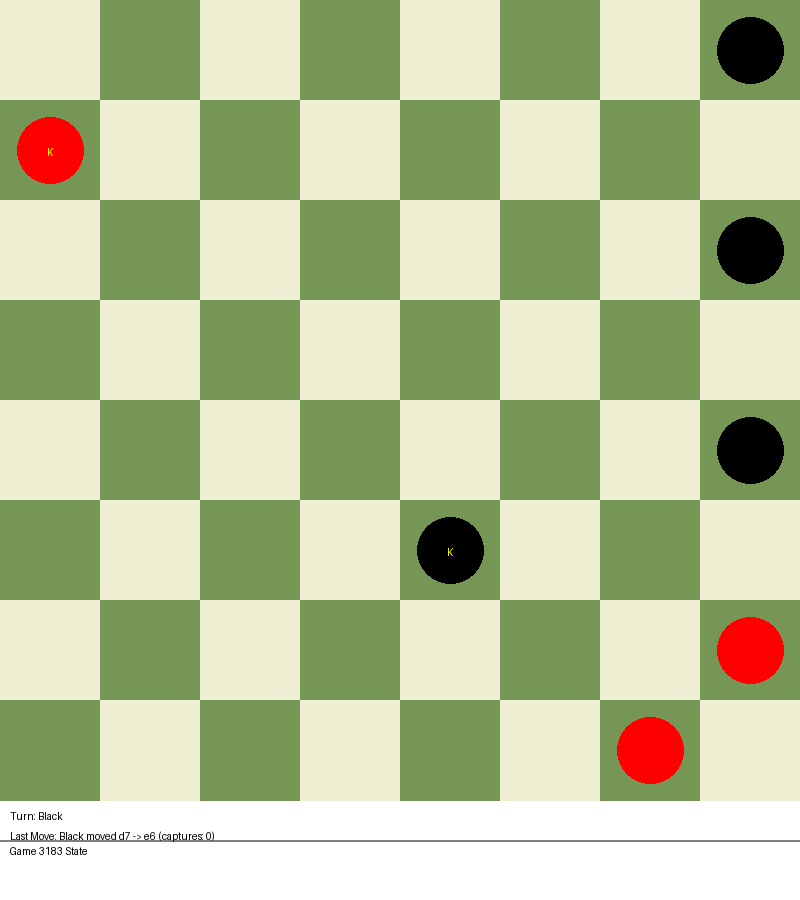 K
K
Turn: Black
Last Move: Black moved d7 -> e6 (captures: 0)
Game 3183 State